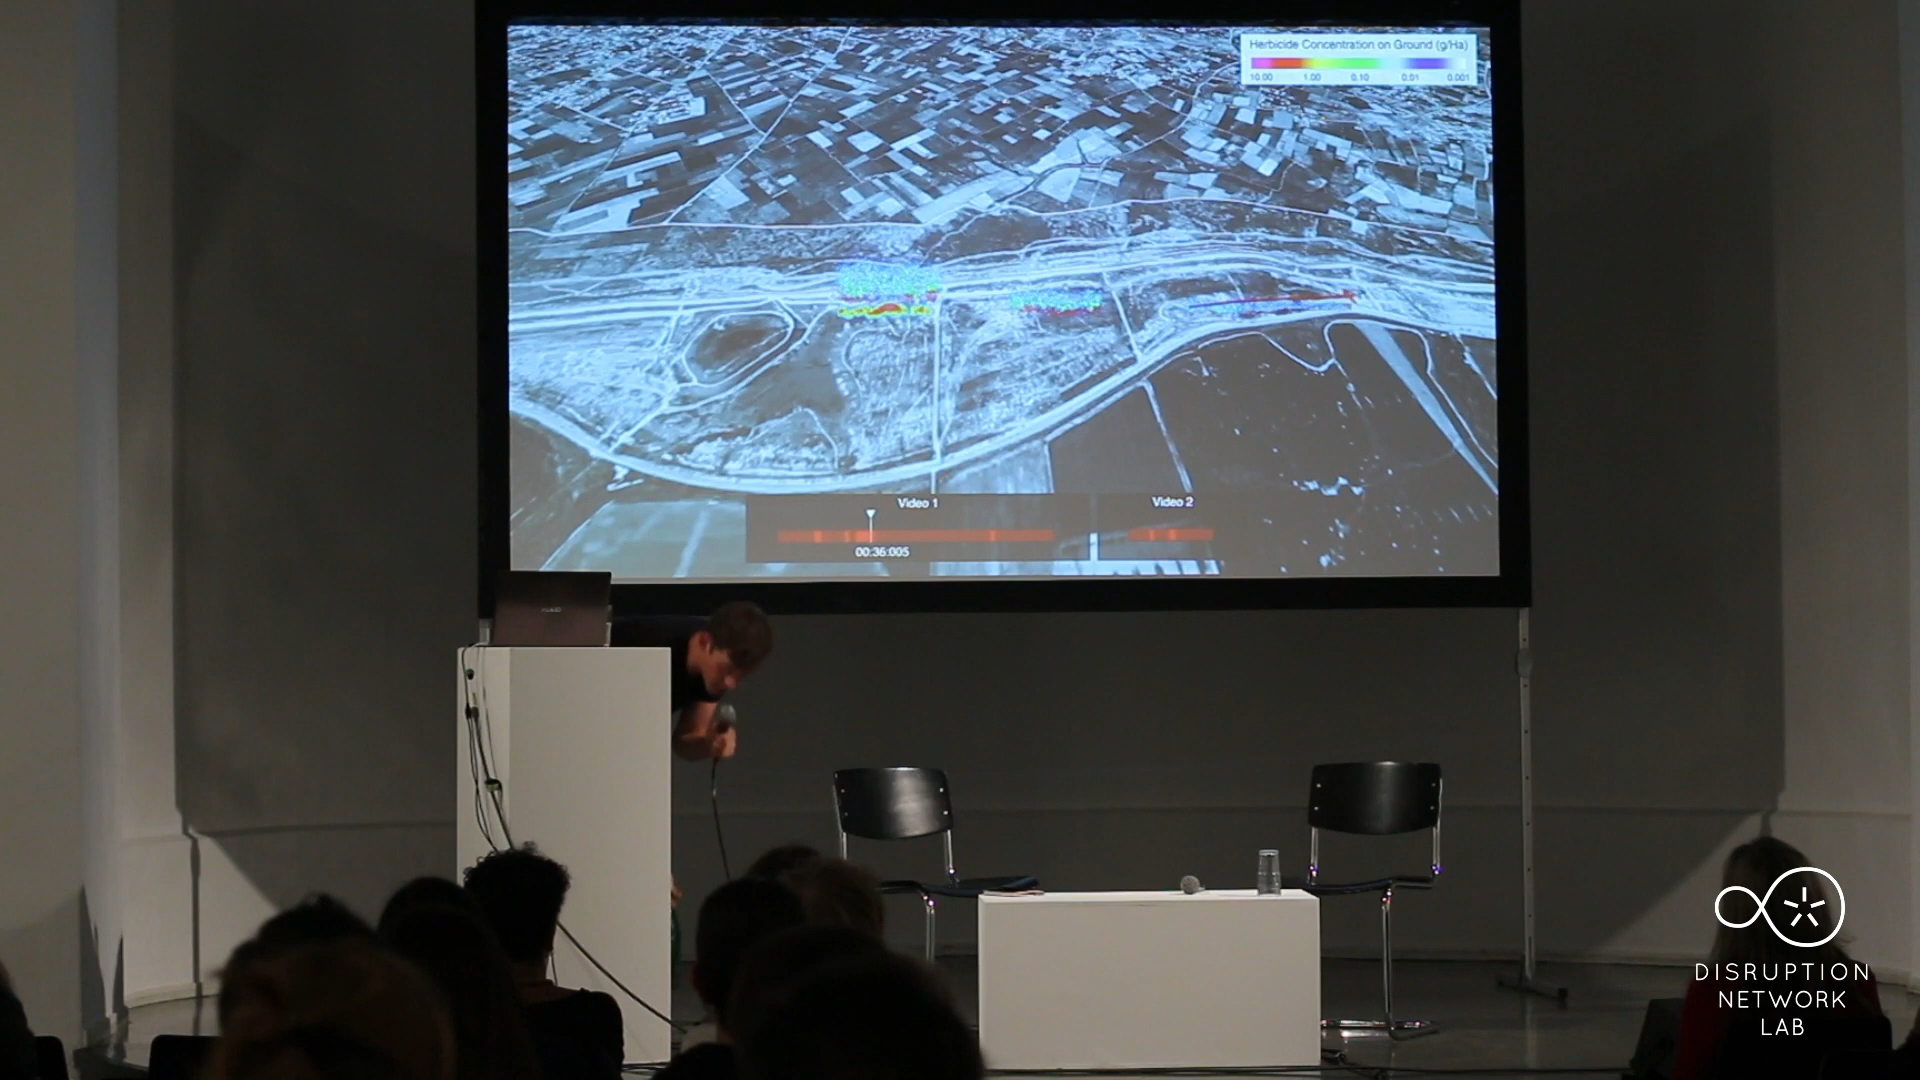 Herbicide Concentration on Ground (g/Ha)
10.00 1.00 0.10 0.01 0.001
Video 1 Video 2
00:36:005
DISRUPTION
NETWORK
LAB